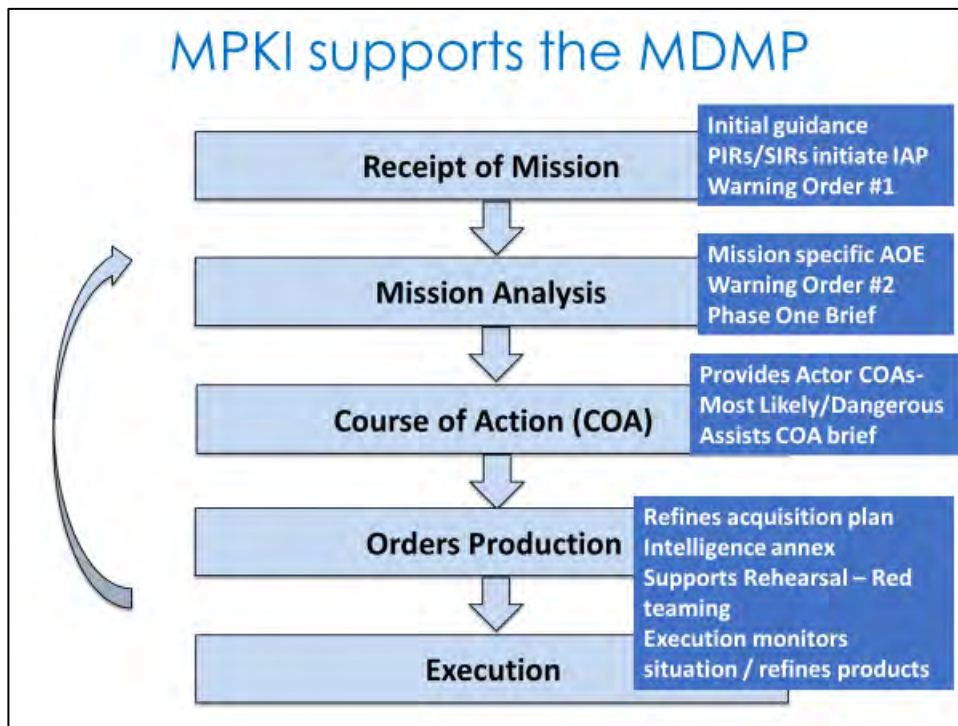 MPKI supports the MDMP
Receipt of Mission
Initial guidance
PIRs/SIRs initiate IAP
Warning Order #1
Mission Analysis
Mission specific AOE
Warning Order #2
Phase One Brief
Course of Action (COA)
Provides Actor COAs-
Most Likely/Dangerous
Assists COA brief
Orders Production
Refines acquisition plan
Intelligence annex
Supports Rehearsal – Red
teaming
Execution monitors
situation / refines products
Execution